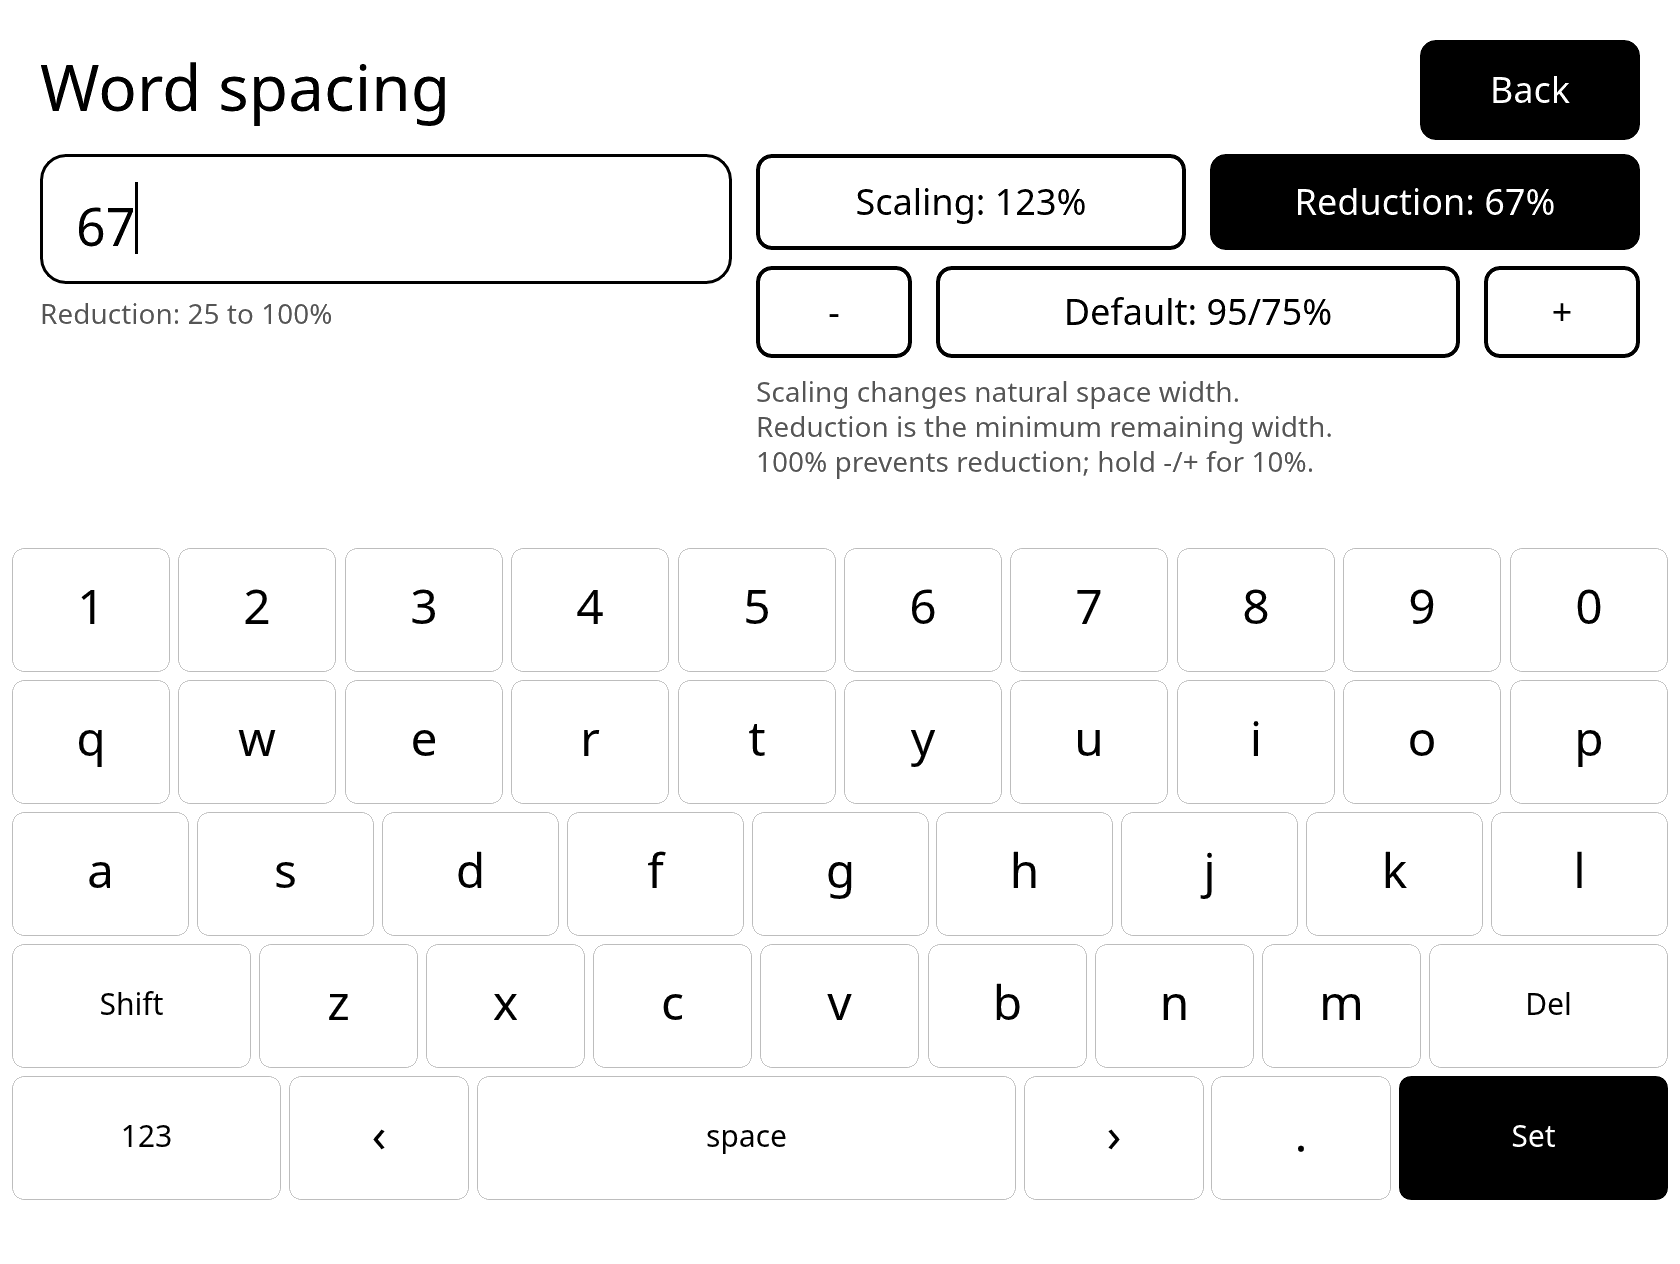 Word spacing
Back
67
Scaling: 123%
Reduction: 67%
Reduction: 25 to 100%
-
Default: 95/75%
+
Scaling changes natural space width.
Reduction is the minimum remaining width.
100% prevents reduction; hold -/+ for 10%.
1 2 3 4 5 6 7 8 9 0
q w e r t y u i o p
a s d f g h j k l
Shift z x c v b n m Del
123 ‹ space › . Set